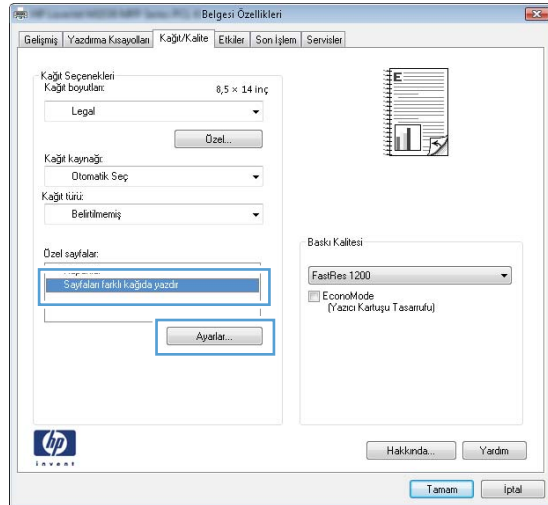 Belgesi Özellikleri
Gelişmiş Yazdırma Kısayolları Kağıt/Kalite Etkiler Son İşlem Servisler
Kağıt Seçenekleri
Kağıt boyutları: 8,5 × 14 inç
Legal
Özel...
Kağıt kaynağı:
Otomatik Seç
Kağıt türü:
Belirtilmemiş
Özel sayfalar:
Sayfaları farklı kağıda yazdır
Ayarlar...
E
Baskı Kalitesi
FastRes 1200
EconoMode
(Yazıcı Kartuşu Tasarrufu)
hp
invent
Hakkında... Yardım
Tamam İptal